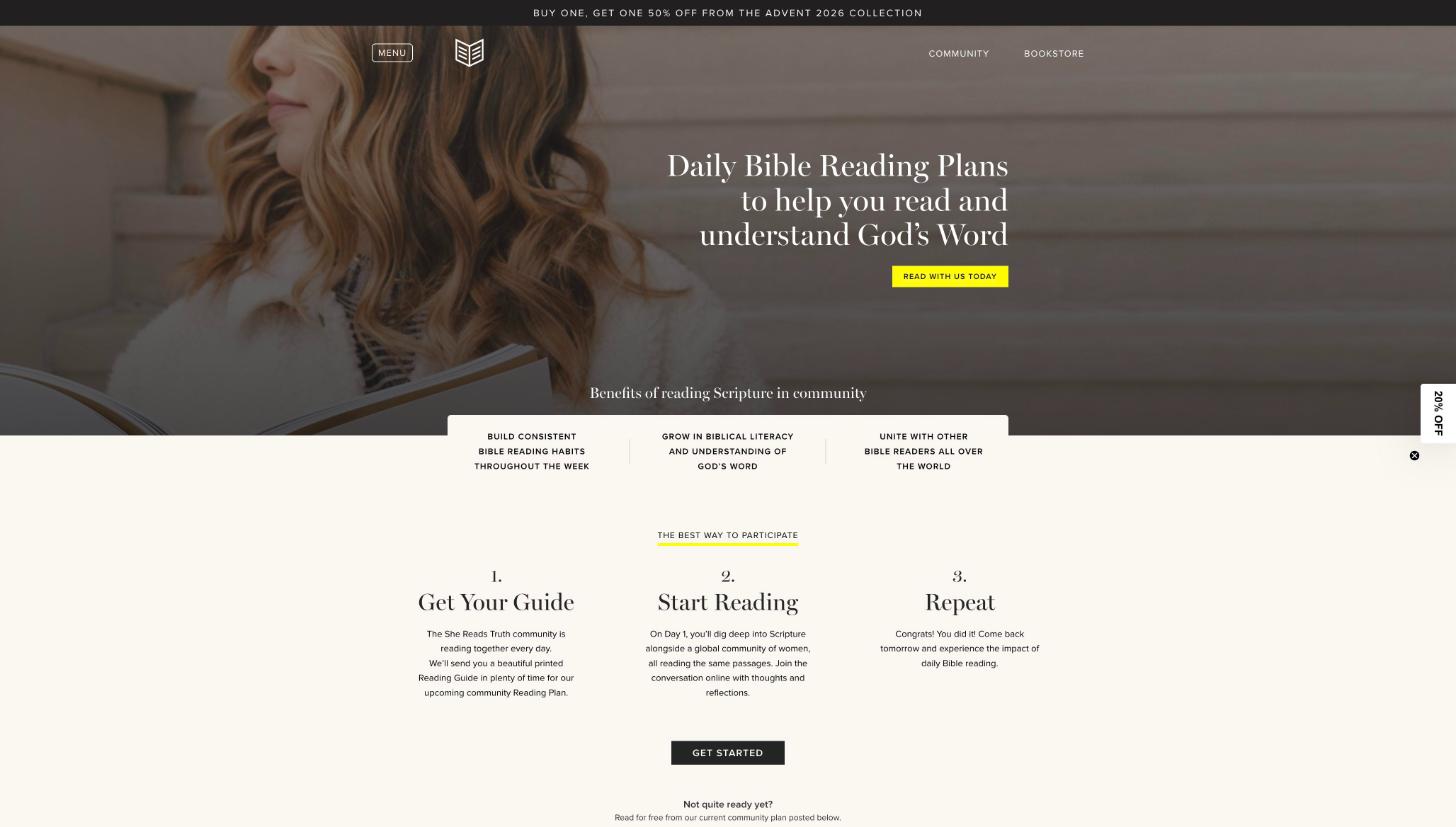 BUY ONE, GET ONE 50% OFF FROM THE ADVENT 2026 COLLECTION
MENU
COMMUNITY
BOOKSTORE
Daily Bible Reading Plans
to help you read and
understand God’s Word
READ WITH US TODAY
Benefits of reading Scripture in community
BUILD CONSISTENT
BIBLE READING HABITS
THROUGHOUT THE WEEK
GROW IN BIBLICAL LITERACY
AND UNDERSTANDING OF
GOD’S WORD
UNITE WITH OTHER
BIBLE READERS ALL OVER
THE WORLD
20% OFF
THE BEST WAY TO PARTICIPATE
1.
Get Your Guide
The She Reads Truth community is
reading together every day.
We’ll send you a beautiful printed
Reading Guide in plenty of time for our
upcoming community Reading Plan.
2.
Start Reading
On Day 1, you’ll dig deep into Scripture
alongside a global community of women,
all reading the same passages. Join the
conversation online with thoughts and
reflections.
3.
Repeat
Congrats! You did it! Come back
tomorrow and experience the impact of
daily Bible reading.
GET STARTED
Not quite ready yet?
Read for free from our current community plan posted below.